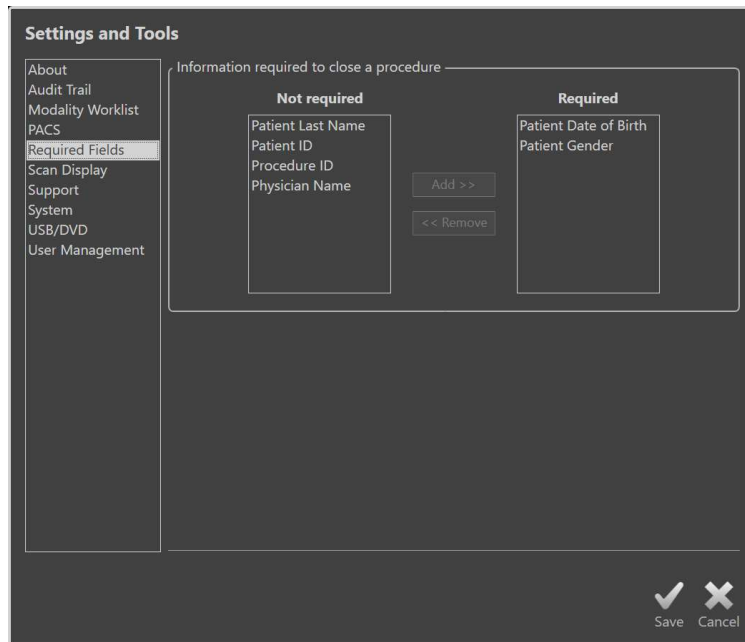 Settings and Tools
About
Audit Trail
Modality Worklist
PACS
Required Fields
Scan Display
Support
System
USB/DVD
User Management
Information required to close a procedure
Not required
Patient Last Name
Patient ID
Procedure ID
Physician Name
Add >>
<< Remove
Required
Patient Date of Birth
Patient Gender
Save
Cancel